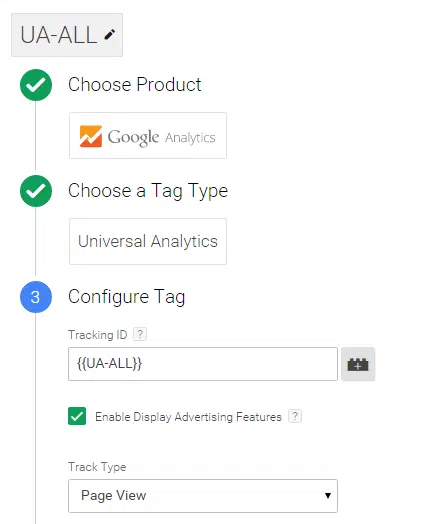 UA-ALL
Choose Product
Google Analytics
Choose a Tag Type
Universal Analytics
3 Configure Tag
Tracking ID ?
{{UA-ALL}}
Enable Display Advertising Features ?
Track Type
Page View